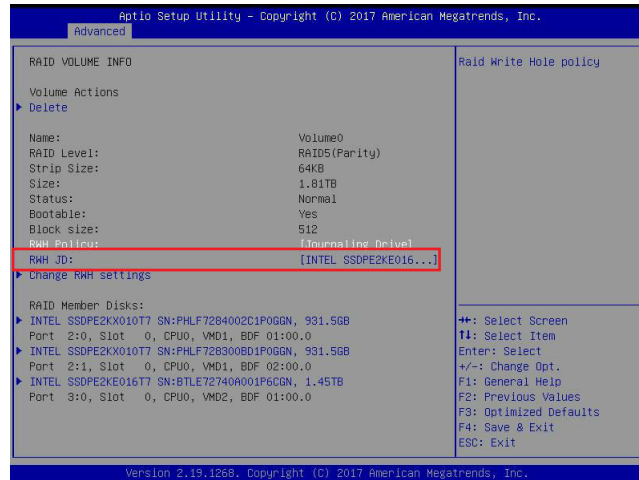 Aptio Setup Utility – Copyright (C) 2017 American Megatrends, Inc.
Advanced
RAID VOLUME INFO
Raid Write Hole policy
Volume Actions
Delete
Name: Volume0
RAID Level: RAID5(Parity)
Strip Size: 64KB
Size: 1.81TB
Status: Normal
Bootable: Yes
Block size: 512
RWH Policy: [Journaling Drive]
RWH JD: [INTEL SSDPE2KE016...]
Change RWH settings
RAID Member Disks:
INTEL SSDPE2KX010T7 SN:PHLF7284002C1P0GGN, 931.5GB
Port 2:0, Slot 0, CPU0, VMD1, BDF 01:00.0
INTEL SSDPE2KX010T7 SN:PHLF728300BD1P0GGN, 931.5GB
Port 2:1, Slot 0, CPU0, VMD1, BDF 02:00.0
INTEL SSDPE2KE016T7 SN:BTLE72740A001P6CGN, 1.45TB
Port 3:0, Slot 0, CPU0, VMD2, BDF 01:00.0
→←: Select Screen
↑↓: Select Item
Enter: Select
+/-: Change Opt.
F1: General Help
F2: Previous Values
F3: Optimized Defaults
F4: Save & Exit
ESC: Exit
Version 2.19.1268. Copyright (C) 2017 American Megatrends, Inc.